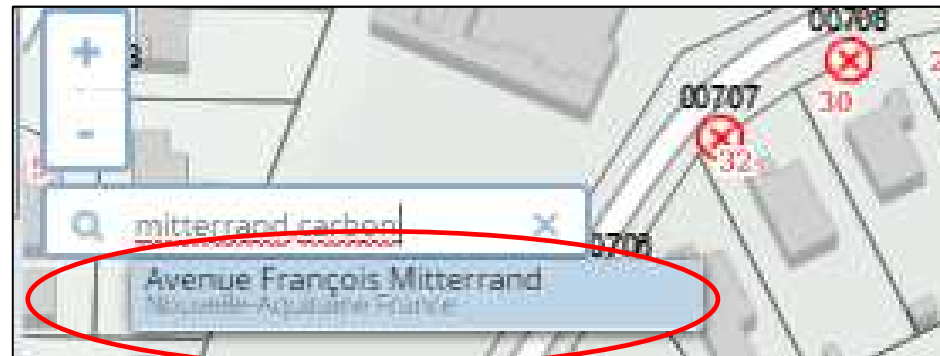 00708
+
00707
30
32
-
mitterrand carbon
0706
Avenue François Mitterrand
Nouvelle-Aquitaine France